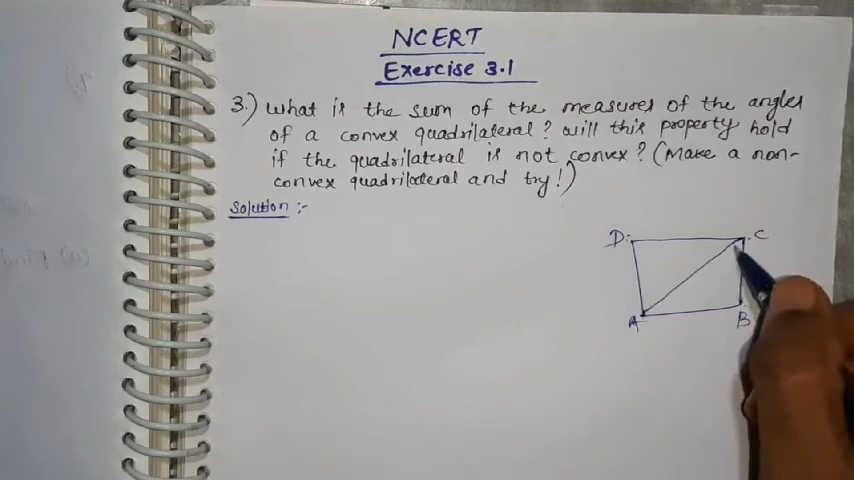 NCERT
Exercise 3.1
3.) What is the sum of the measures of the angles
of a convex quadrilateral? Will this property hold
if the quadrilateral is not convex? (Make a non-
convex quadrilateral and try!)
Solution :-
D C
A B